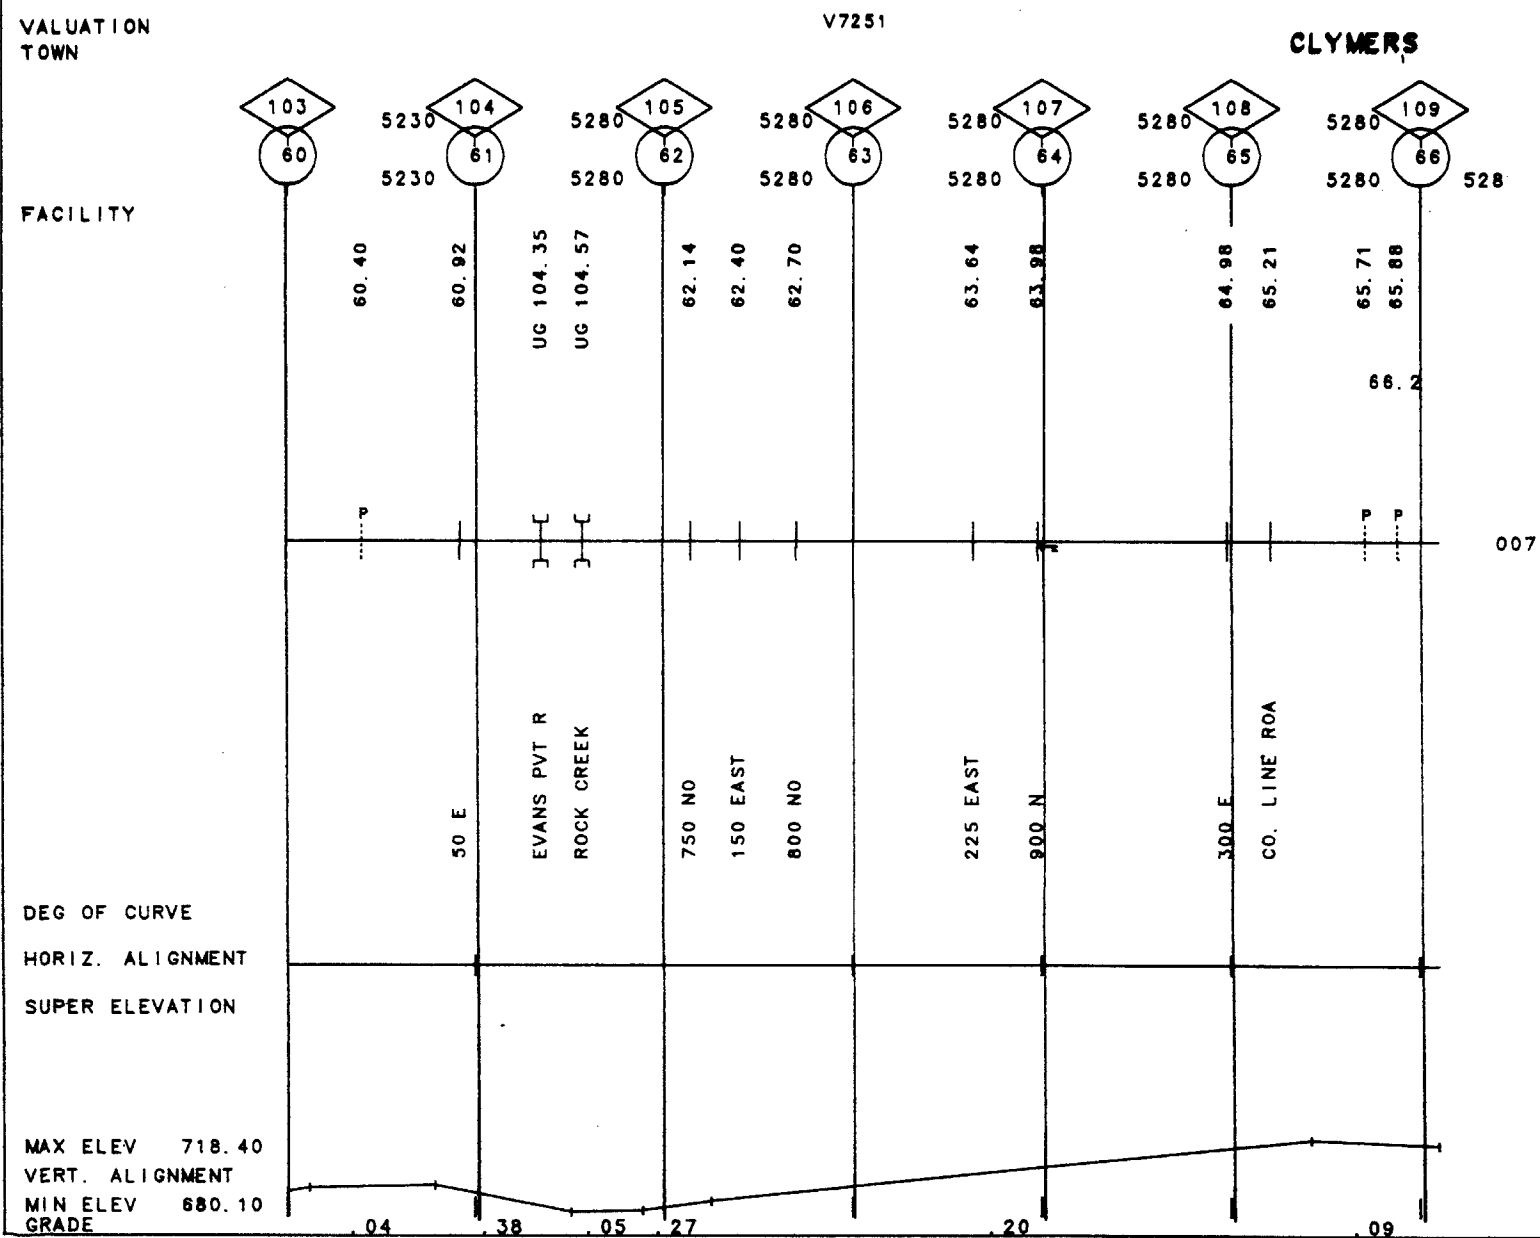 VALUATION
V7251
TOWN
CLYMERS
103 104 105 106 107 108 109
5230 5280 5280 5280 5280 5280
60 61 62 63 64 65 66
5230 5280 5280 5280 5280 5280 528
FACILITY
60.40
60.92
UG 104.35
UG 104.57
62.14
62.40
62.70
63.64
63.98
64.98
65.21
65.71
65.88
66.2
P
P P
007
50 E
EVANS PVT R
ROCK CREEK
750 NO
150 EAST
800 NO
225 EAST
900 N
300 E
CO. LINE ROA
DEG OF CURVE
HORIZ. ALIGNMENT
SUPER ELEVATION
MAX ELEV 718.40
VERT. ALIGNMENT
MIN ELEV 680.10
GRADE .04 .38 .05 .27 .20 .09